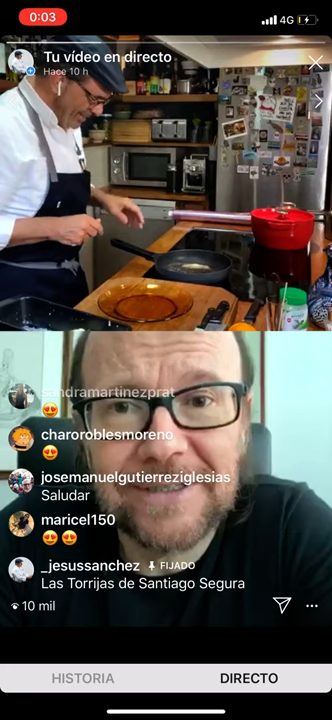 0:03
4G
Tu vídeo en directo
Hace 10 h
sandramartinezprat
😍
charoroblesmoreno
😍
josemanuelgutierreziglesias
Saludar
maricel150
😍😍
_jesussanchez FIJADO
Las Torrijas de Santiago Segura
10 mil
HISTORIA DIRECTO